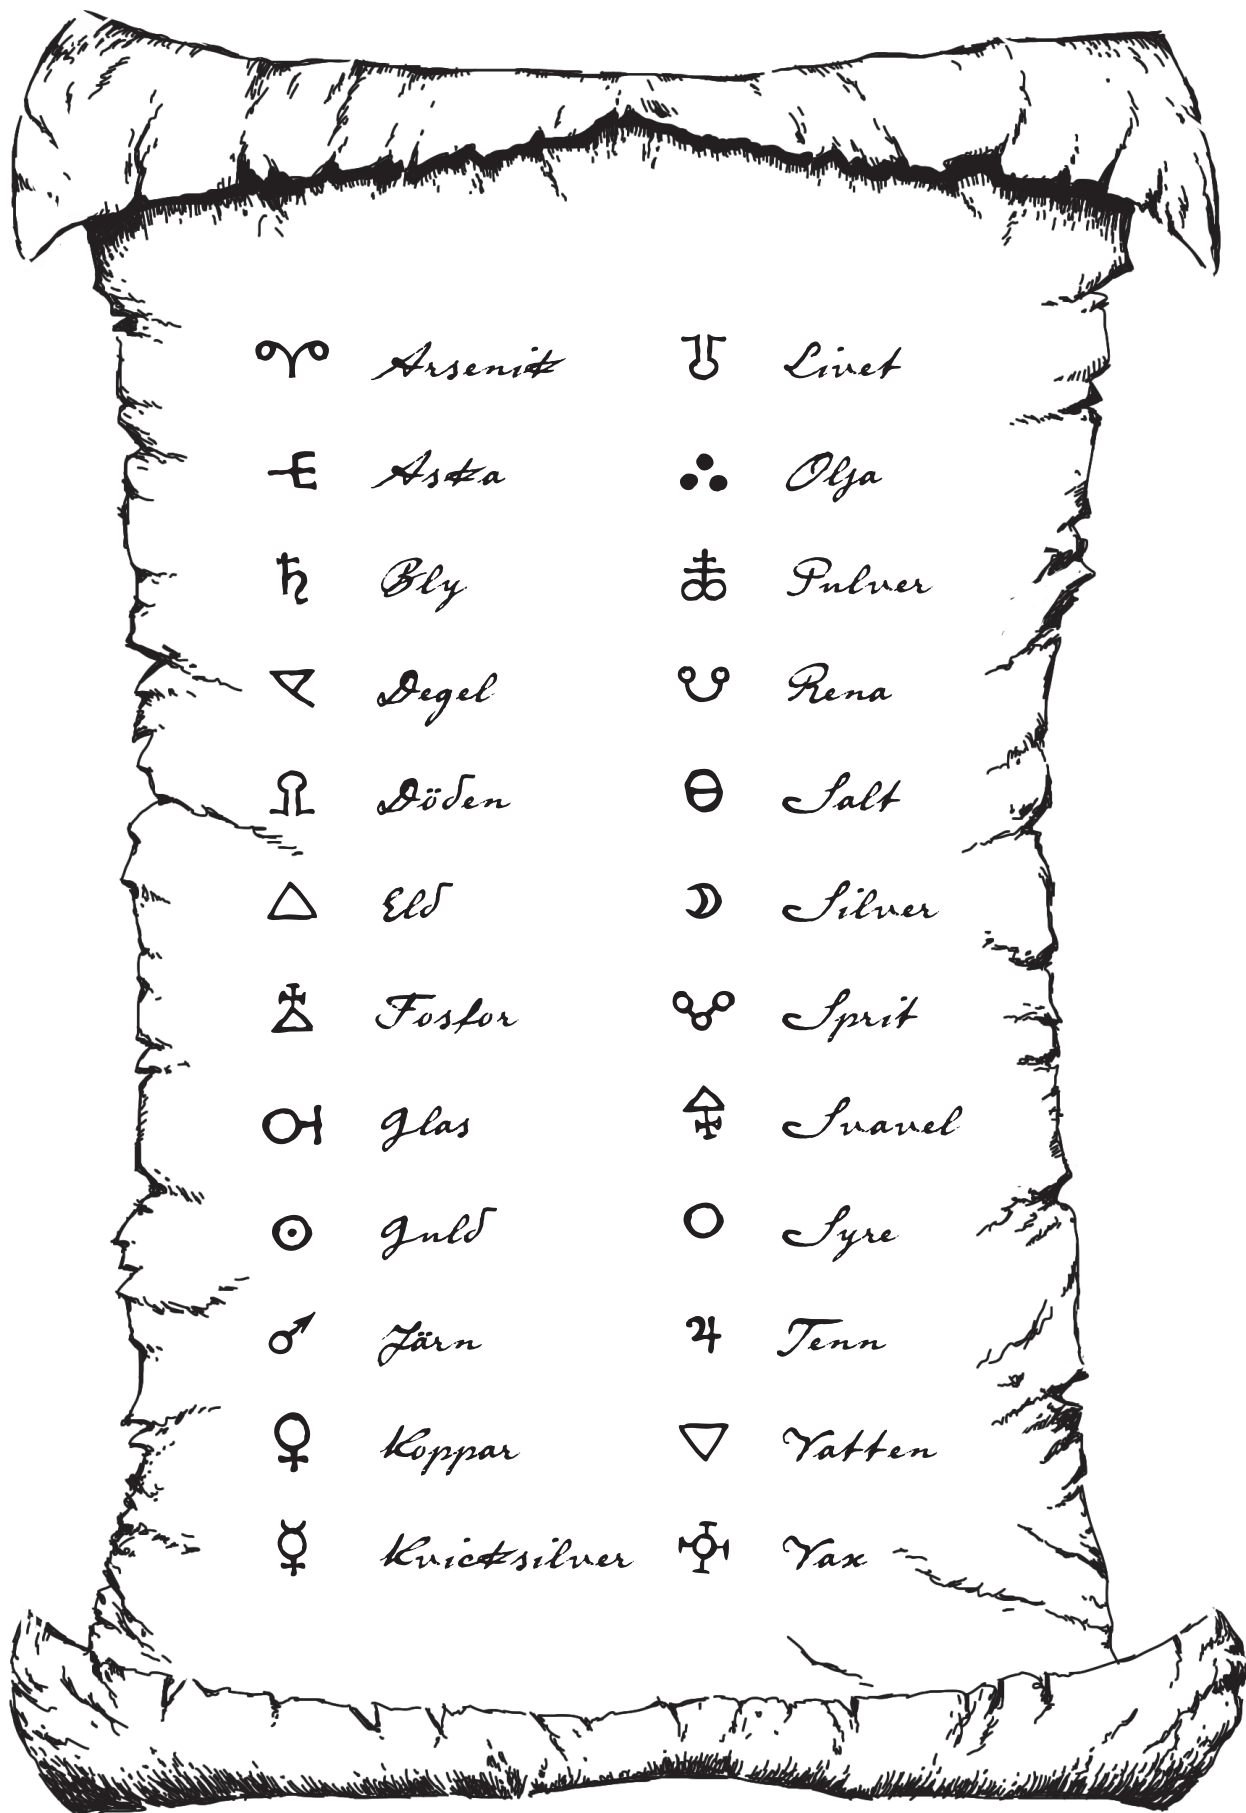 Arsenik
Aska
Bly
Degel
Döden
Eld
Fosfor
Glas
Guld
Järn
Koppar
Kvicksilver
Livet
Olja
Pulver
Rena
Salt
Silver
Sprit
Svavel
Syre
Tenn
Vatten
Vax